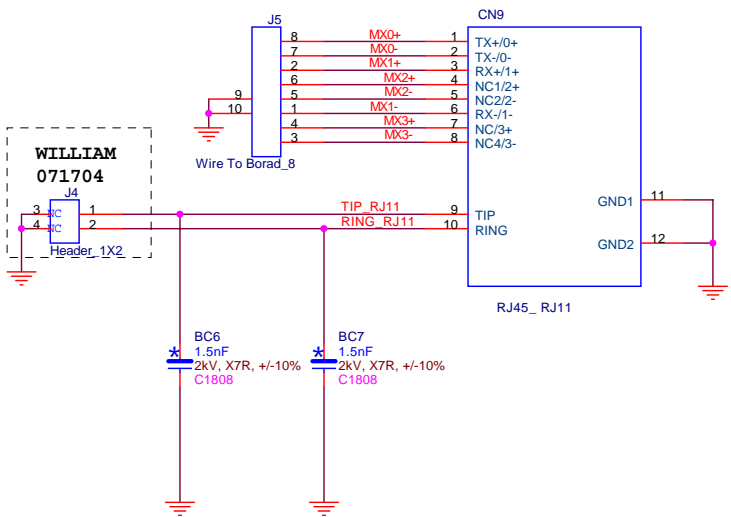 J5
CN9
8 MX0+ 1 TX+/0+
7 MX0- 2 TX-/0-
2 MX1+ 3 RX+/1+
6 MX2+ 4 NC1/2+
9 5 MX2- 5 NC2/2-
10 1 MX1- 6 RX-/1-
4 MX3+ 7 NC/3+
3 MX3- 8 NC4/3-
Wire To Borad_8
WILLIAM
071704
J4
3 NC 1 TIP_RJ11 9 TIP
4 NC 2 RING_RJ11 10 RING
Header_1X2
GND1 11
GND2 12
RJ45_ RJ11
BC6
*
1.5nF
2kV, X7R, +/-10%
C1808
BC7
*
1.5nF
2kV, X7R, +/-10%
C1808